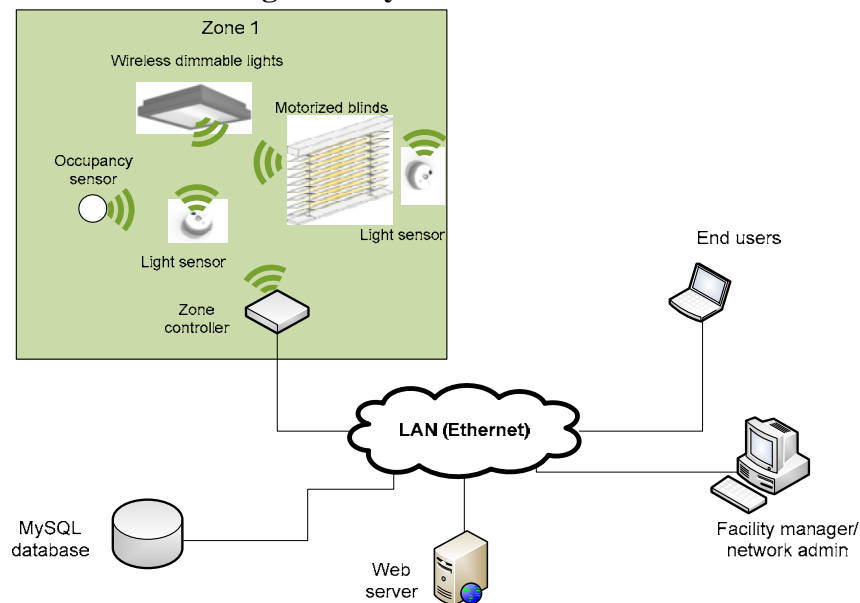 Zone 1
Wireless dimmable lights
Motorized blinds
Occupancy
sensor
Light sensor
Light sensor
Zone
controller
End users
LAN (Ethernet)
MySQL
database
Web
server
Facility manager/
network admin